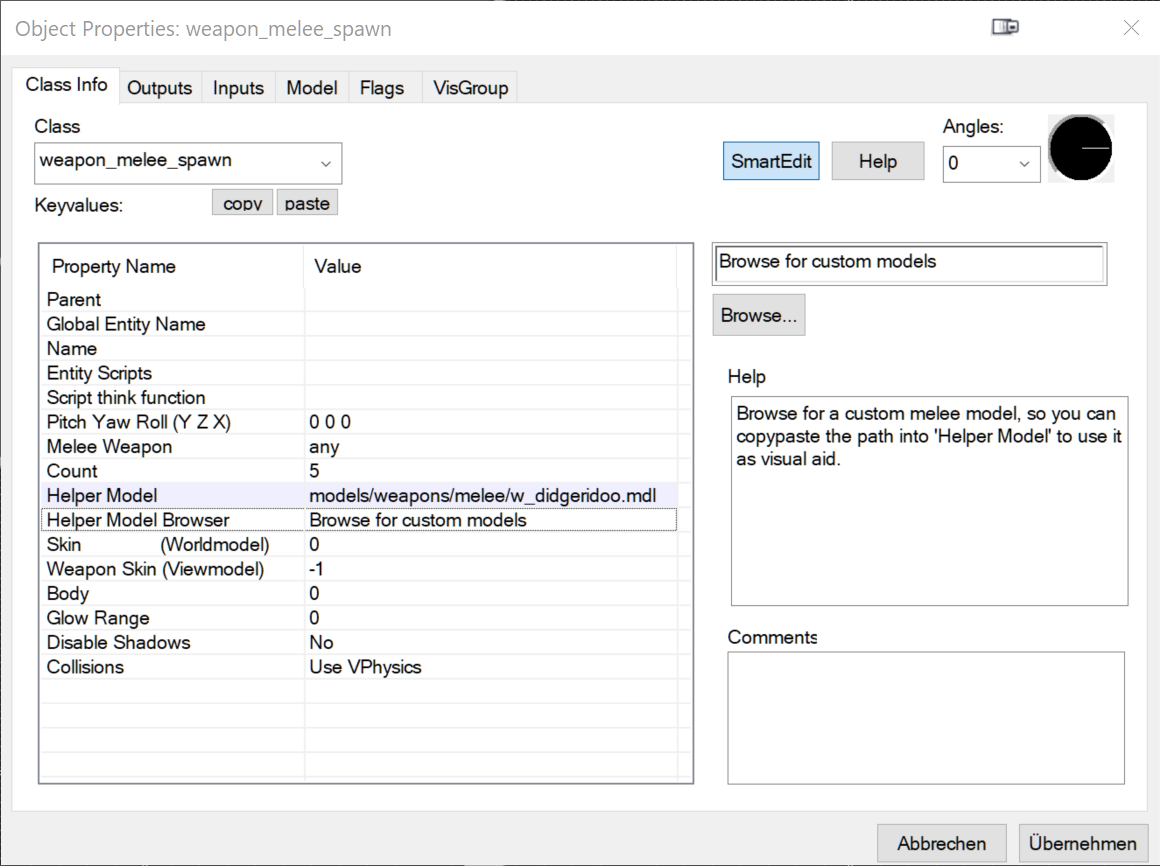 Object Properties: weapon_melee_spawn
Class Info Outputs Inputs Model Flags VisGroup
Class
weapon_melee_spawn
SmartEdit Help
Angles:
0
Keyvalues: copy paste
Property Name Value
Parent
Global Entity Name
Name
Entity Scripts
Script think function
Pitch Yaw Roll (Y Z X) 0 0 0
Melee Weapon any
Count 5
Helper Model models/weapons/melee/w_didgeridoo.mdl
Helper Model Browser Browse for custom models
Skin (Worldmodel) 0
Weapon Skin (Viewmodel) -1
Body 0
Glow Range 0
Disable Shadows No
Collisions Use VPhysics
Browse for custom models
Browse...
Help
Browse for a custom melee model, so you can
copypaste the path into 'Helper Model' to use it
as visual aid.
Comments
Abbrechen Übernehmen